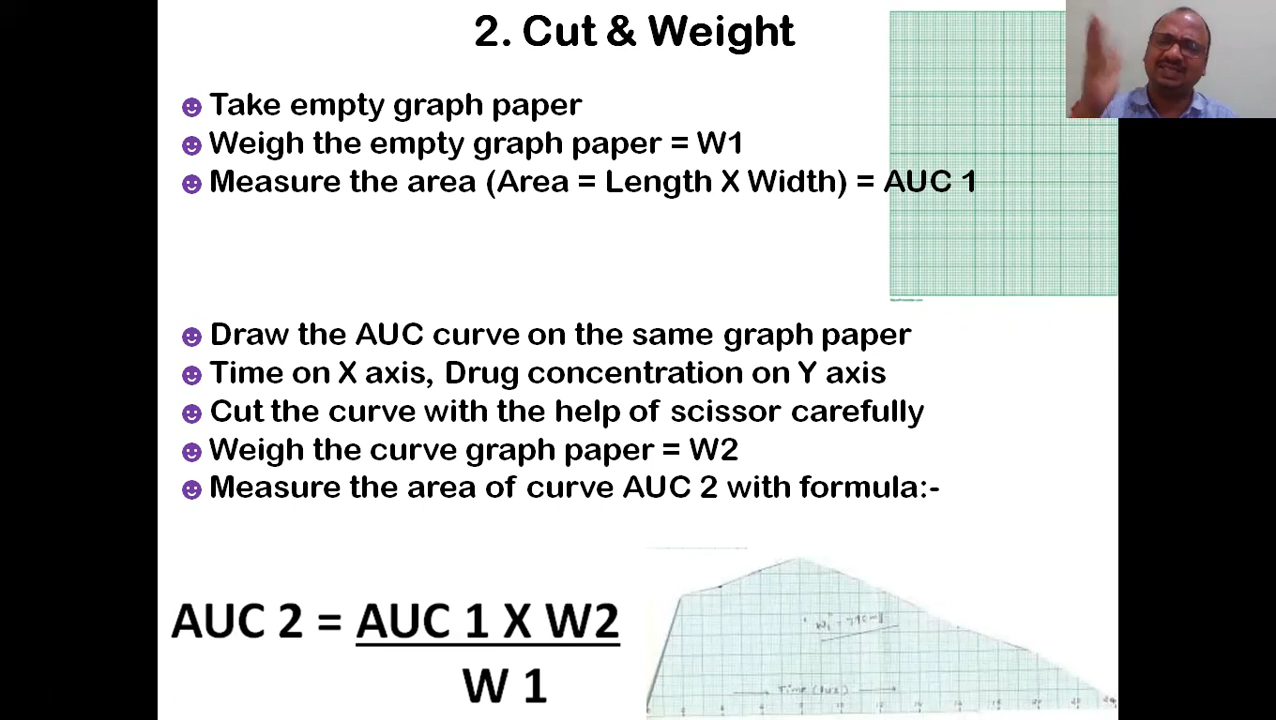 2. Cut & Weight
Take empty graph paper
Weigh the empty graph paper = W1
Measure the area (Area = Length X Width) = AUC 1
Draw the AUC curve on the same graph paper
Time on X axis, Drug concentration on Y axis
Cut the curve with the help of scissor carefully
Weigh the curve graph paper = W2
Measure the area of curve AUC 2 with formula:-
AUC 2 = AUC 1 X W2
W 1
Time